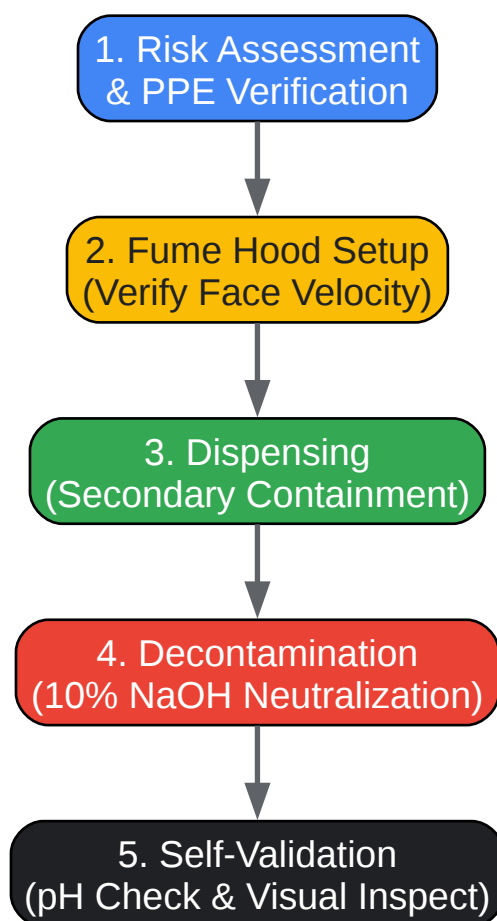 1. Risk Assessment
& PPE Verification
2. Fume Hood Setup
(Verify Face Velocity)
3. Dispensing
(Secondary Containment)
4. Decontamination
(10% NaOH Neutralization)
5. Self-Validation
(pH Check & Visual Inspect)